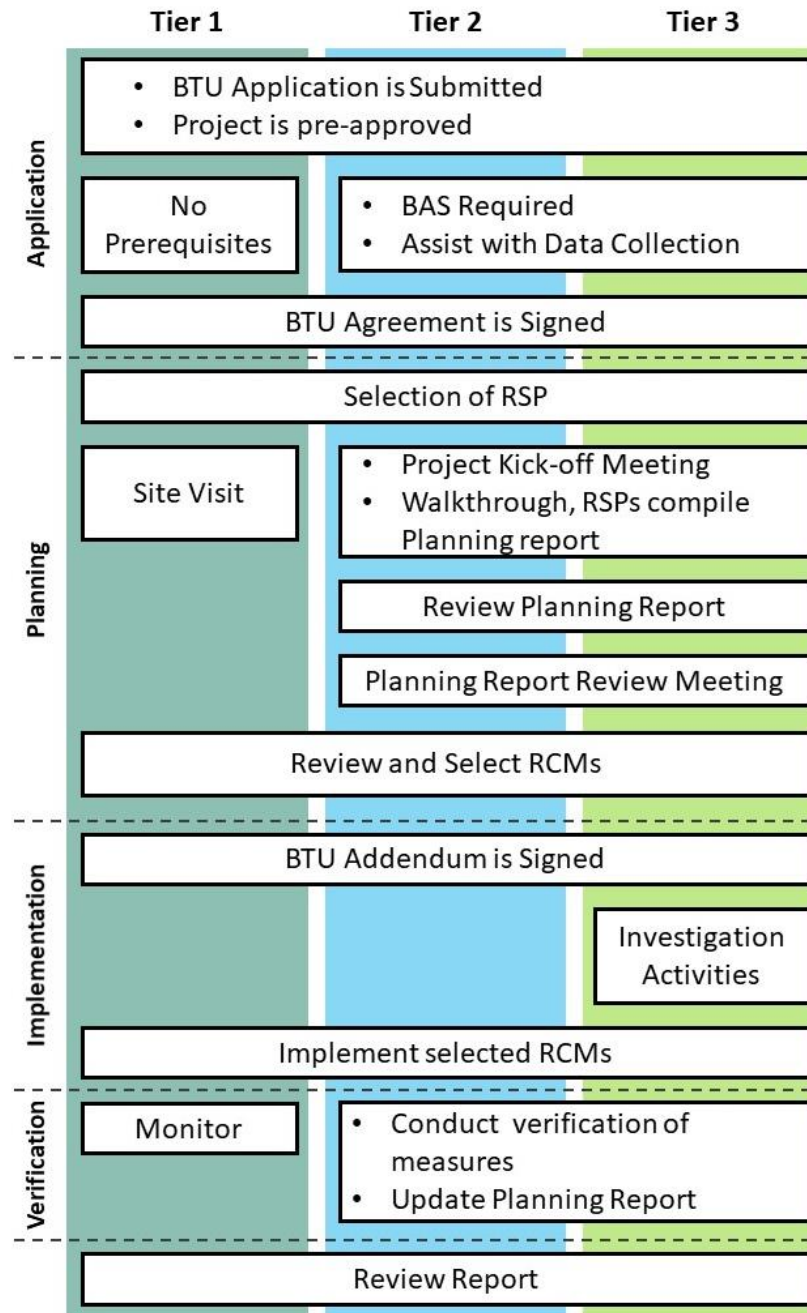 Tier 1 Tier 2 Tier 3
Application
• BTU Application is Submitted
• Project is pre-approved
No
Prerequisites
• BAS Required
• Assist with Data Collection
BTU Agreement is Signed
Planning
Selection of RSP
Site Visit
• Project Kick-off Meeting
• Walkthrough, RSPs compile
Planning report
Review Planning Report
Planning Report Review Meeting
Review and Select RCMs
Implementation
BTU Addendum is Signed
Investigation
Activities
Implement selected RCMs
Verification
Monitor
• Conduct verification of
measures
• Update Planning Report
Review Report